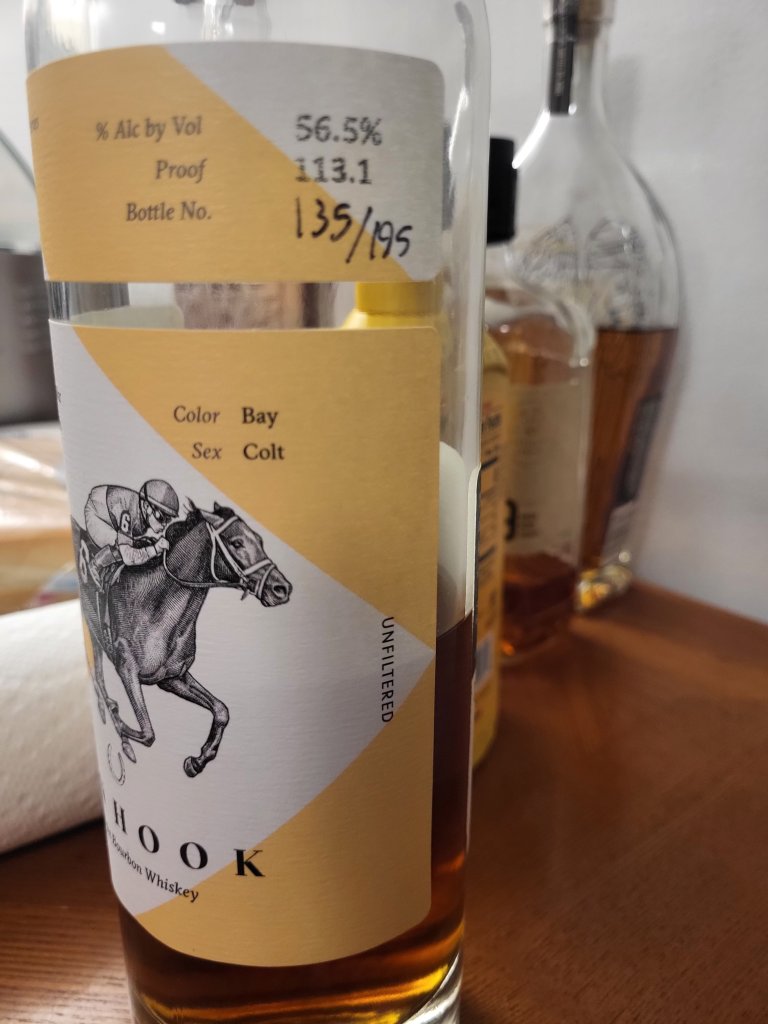 % Alc by Vol 56.5%
Proof 113.1
Bottle No. 135/195
Color Bay
Sex Colt
UNFILTERED
HOOK
Bourbon Whiskey